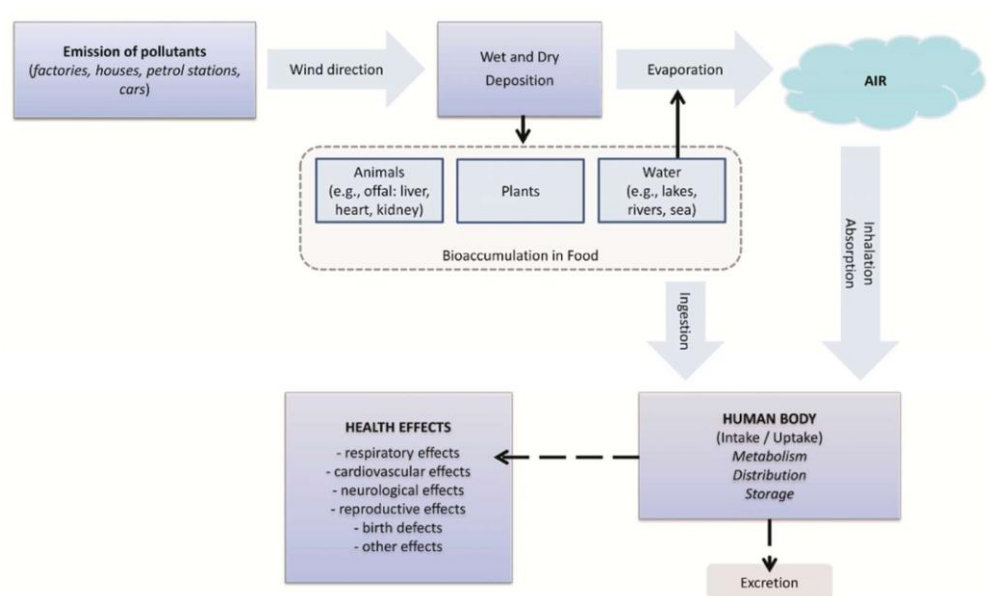 Emission of pollutants
(factories, houses, petrol stations,
cars)
Wind direction
Wet and Dry
Deposition
Evaporation
AIR
Animals
(e.g., offal: liver,
heart, kidney)
Plants
Water
(e.g., lakes,
rivers, sea)
Bioaccumulation in Food
Inhalation
Absorption
Ingestion
HEALTH EFFECTS
- respiratory effects
- cardiovascular effects
- neurological effects
- reproductive effects
- birth defects
- other effects
HUMAN BODY
(Intake / Uptake)
Metabolism
Distribution
Storage
Excretion